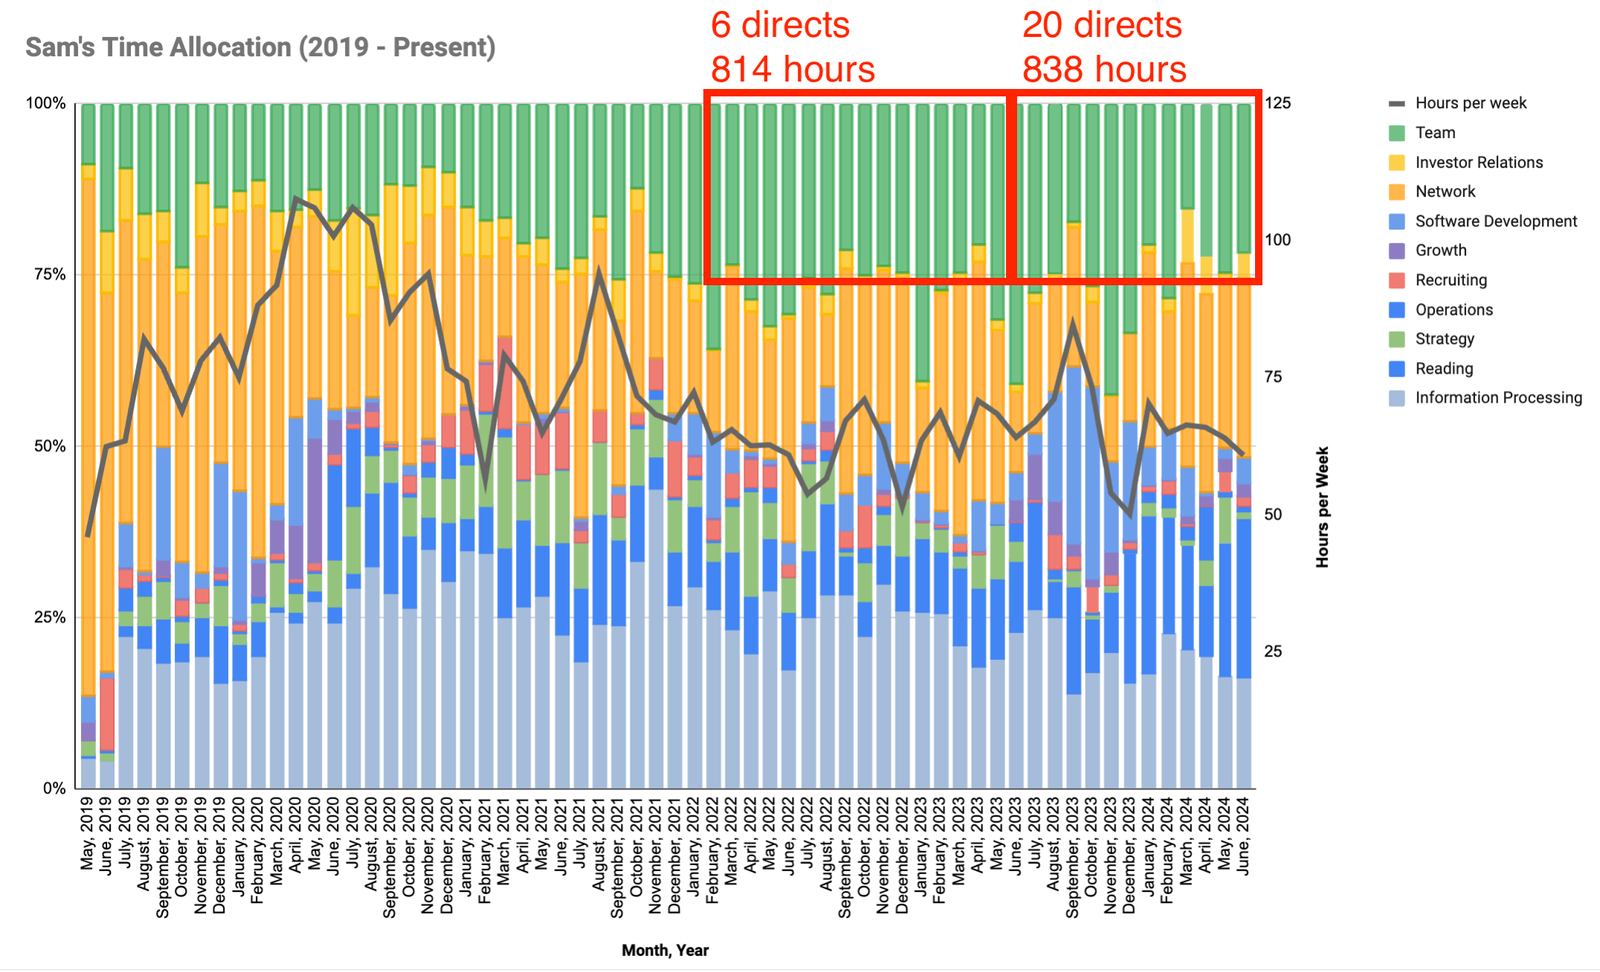 6 directs
814 hours
20 directs
838 hours
Sam's Time Allocation (2019 - Present)
100%
75%
50%
25%
0%
125
100
75
50
25
Hours per Week
Hours per week
Team
Investor Relations
Network
Software Development
Growth
Recruiting
Operations
Strategy
Reading
Information Processing
May, 2019
June, 2019
July, 2019
August, 2019
September, 2019
October, 2019
November, 2019
December, 2019
January, 2020
February, 2020
March, 2020
April, 2020
May, 2020
June, 2020
July, 2020
August, 2020
September, 2020
October, 2020
November, 2020
December, 2020
January, 2021
February, 2021
March, 2021
April, 2021
May, 2021
June, 2021
July, 2021
August, 2021
September, 2021
October, 2021
November, 2021
December, 2021
January, 2022
February, 2022
March, 2022
April, 2022
May, 2022
June, 2022
July, 2022
August, 2022
September, 2022
October, 2022
November, 2022
December, 2022
January, 2023
February, 2023
March, 2023
April, 2023
May, 2023
June, 2023
July, 2023
August, 2023
September, 2023
October, 2023
November, 2023
December, 2023
January, 2024
February, 2024
March, 2024
April, 2024
May, 2024
June, 2024
Month, Year